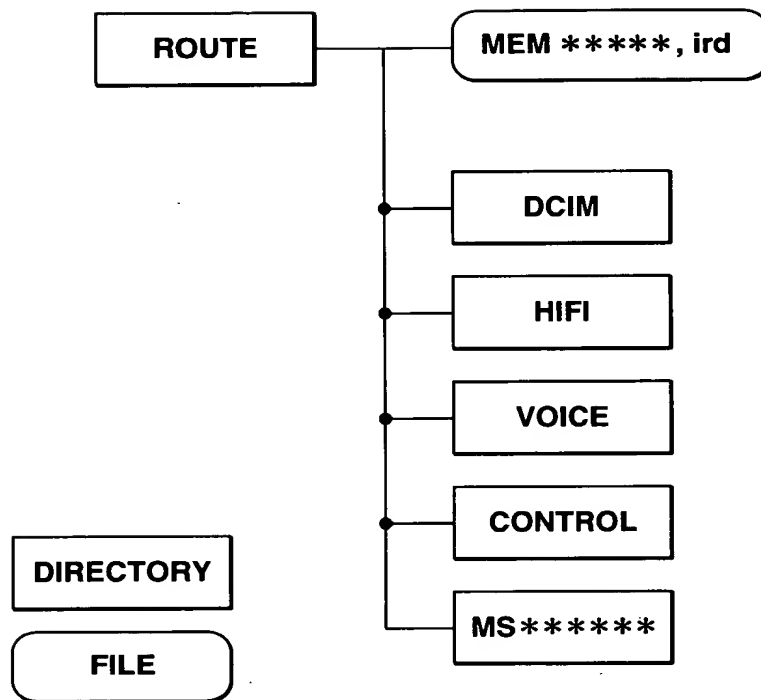 ROUTE
MEM *****, ird
DCIM
HIFI
VOICE
CONTROL
MS******
DIRECTORY
FILE